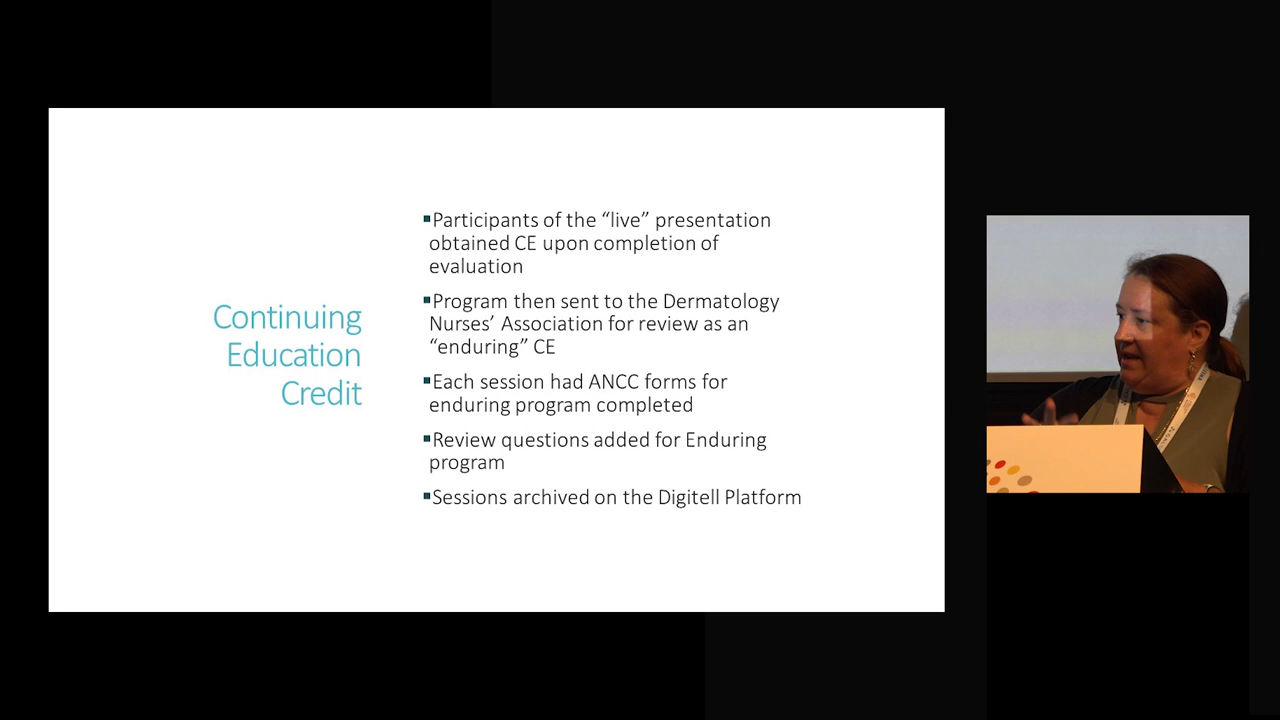 Continuing
Education
Credit
▪Participants of the “live” presentation
obtained CE upon completion of
evaluation
▪Program then sent to the Dermatology
Nurses’ Association for review as an
“enduring” CE
▪Each session had ANCC forms for
enduring program completed
▪Review questions added for Enduring
program
▪Sessions archived on the Digitell Platform